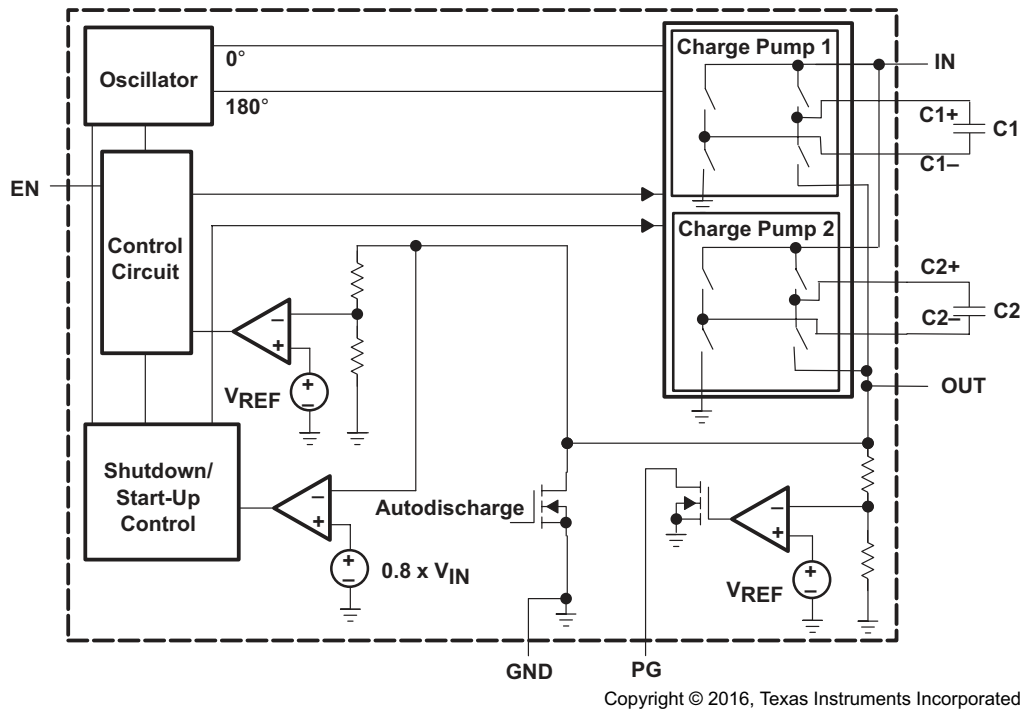 Oscillator
0°
180°
Charge Pump 1
IN
C1+
C1
C1–
EN
Control
Circuit
Charge Pump 2
C2+
C2
C2–
VREF
OUT
Shutdown/
Start-Up
Control
Autodischarge
0.8 x VIN
VREF
GND
PG
+
−
+
−
+
−
+
−
+
−
+
−
Copyright © 2016, Texas Instruments Incorporated